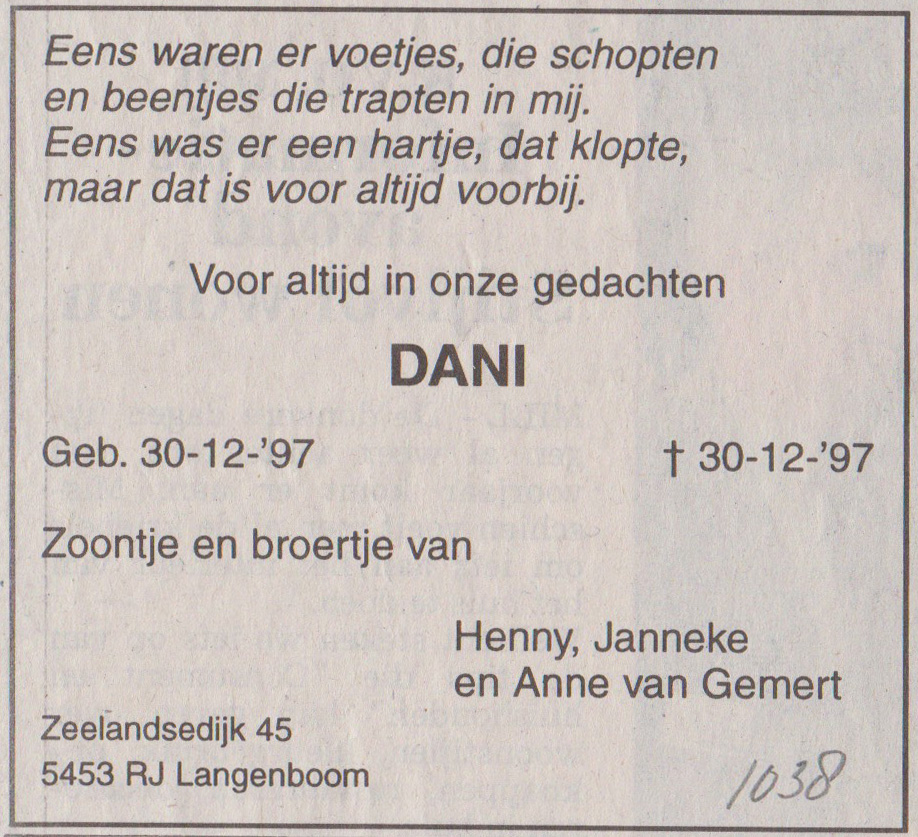 Eens waren er voetjes, die schopten
en beentjes die trapten in mij.
Eens was er een hartje, dat klopte,
maar dat is voor altijd voorbij.
Voor altijd in onze gedachten
DANI
Geb. 30-12-'97 † 30-12-'97
Zoontje en broertje van
Henny, Janneke
en Anne van Gemert
Zeelandsedijk 45
5453 RJ Langenboom
1038